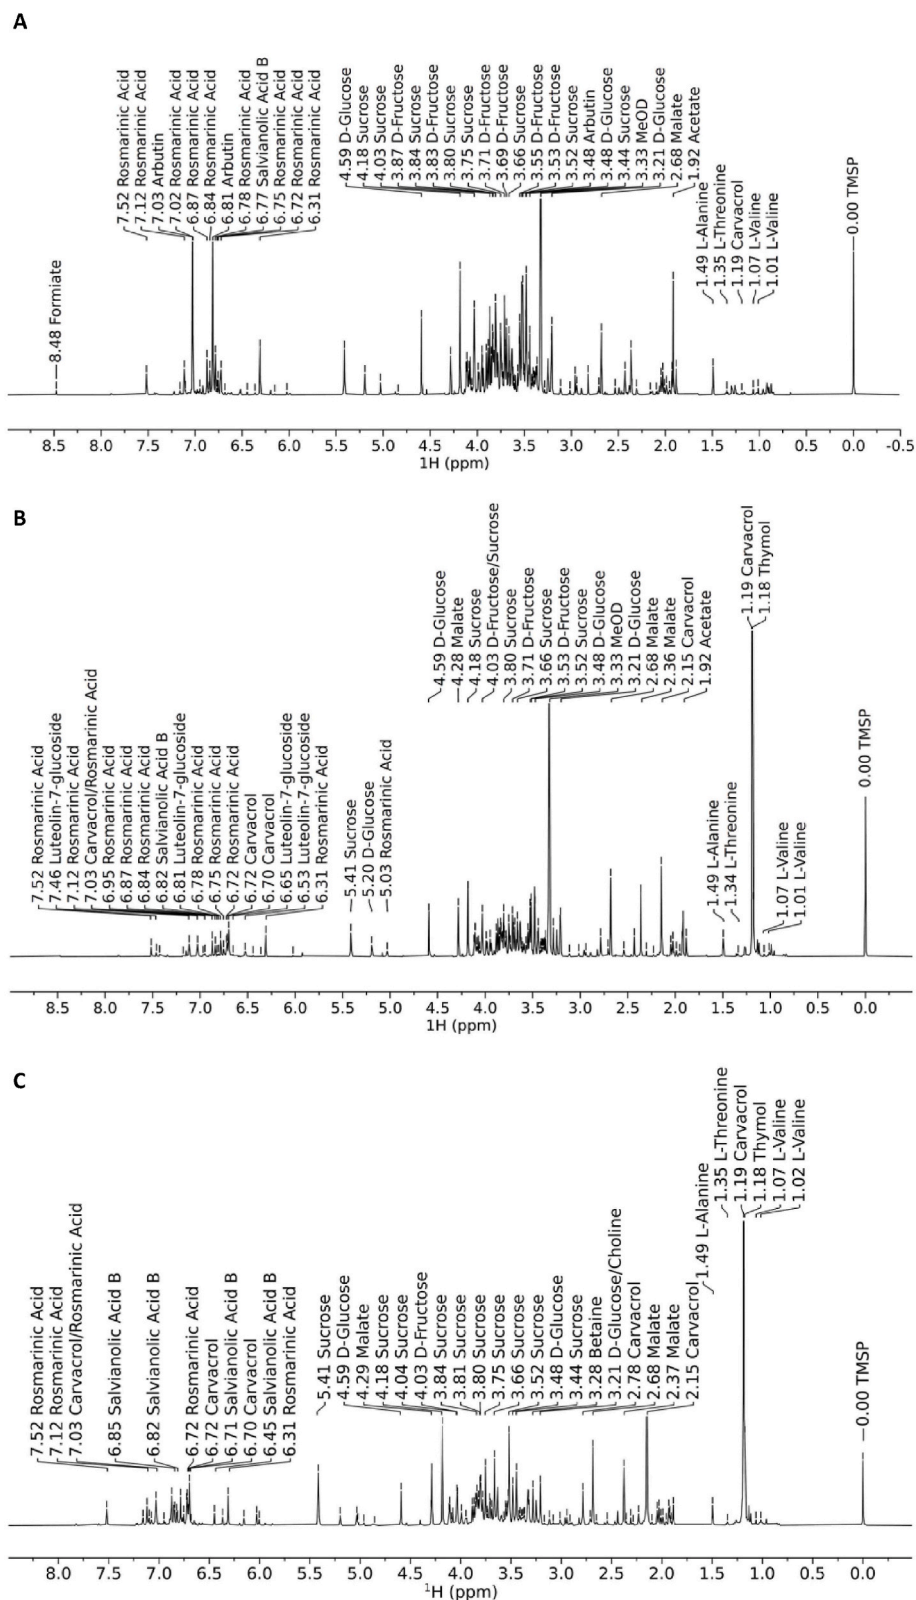 A
7.52 Rosmarinic Acid
7.12 Rosmarinic Acid
7.03 Arbutin
7.02 Rosmarinic Acid
6.87 Rosmarinic Acid
6.84 Rosmarinic Acid
6.81 Arbutin
6.78 Rosmarinic Acid
6.77 Salvianolic Acid B
6.75 Rosmarinic Acid
6.72 Rosmarinic Acid
6.31 Rosmarinic Acid
4.59 D-Glucose
4.18 Sucrose
4.03 Sucrose
3.87 D-Fructose
3.84 Sucrose
3.83 D-Fructose
3.80 Sucrose
3.75 Sucrose
3.71 D-Fructose
3.69 D-Fructose
3.66 Sucrose
3.55 D-Fructose
3.53 D-Fructose
3.52 Sucrose
3.48 Arbutin
3.48 D-Glucose
3.44 Sucrose
3.33 MeOD
3.21 D-Glucose
2.68 Malate
1.92 Acetate
1.49 L-Alanine
1.35 L-Threonine
1.19 Carvacrol
1.07 L-Valine
1.01 L-Valine
0.00 TMSP
8.48 Formiate
8.5 8.0 7.5 7.0 6.5 6.0 5.5 5.0 4.5 4.0 3.5 3.0 2.5 2.0 1.5 1.0 0.5 0.0 -0.5
1H (ppm)
B
7.52 Rosmarinic Acid
7.46 Luteolin-7-glucoside
7.12 Rosmarinic Acid
7.03 Carvacrol/Rosmarinic Acid
6.95 Rosmarinic Acid
6.87 Rosmarinic Acid
6.84 Rosmarinic Acid
6.82 Salvianolic Acid B
6.81 Luteolin-7-glucoside
6.78 Rosmarinic Acid
6.75 Rosmarinic Acid
6.72 Rosmarinic Acid
6.72 Carvacrol
6.70 Carvacrol
6.65 Luteolin-7-glucoside
6.53 Luteolin-7-glucoside
6.31 Rosmarinic Acid
5.41 Sucrose
5.20 D-Glucose
5.03 Rosmarinic Acid
4.59 D-Glucose
4.28 Malate
4.18 Sucrose
4.03 D-Fructose/Sucrose
3.80 Sucrose
3.71 D-Fructose
3.66 Sucrose
3.53 D-Fructose
3.52 Sucrose
3.48 D-Glucose
3.33 MeOD
3.21 D-Glucose
2.68 Malate
2.36 Malate
2.15 Carvacrol
1.92 Acetate
1.49 L-Alanine
1.34 L-Threonine
1.19 Carvacrol
1.18 Thymol
1.07 L-Valine
1.01 L-Valine
0.00 TMSP
8.5 8.0 7.5 7.0 6.5 6.0 5.5 5.0 4.5 4.0 3.5 3.0 2.5 2.0 1.5 1.0 0.5 0.0
1H (ppm)
C
7.52 Rosmarinic Acid
7.12 Rosmarinic Acid
7.03 Carvacrol/Rosmarinic Acid
6.85 Salvianolic Acid B
6.82 Salvianolic Acid B
6.72 Rosmarinic Acid
6.72 Carvacrol
6.71 Salvianolic Acid B
6.70 Carvacrol
6.45 Salvianolic Acid B
6.31 Rosmarinic Acid
5.41 Sucrose
4.59 D-Glucose
4.29 Malate
4.18 Sucrose
4.04 Sucrose
4.03 D-Fructose
3.84 Sucrose
3.81 Sucrose
3.80 Sucrose
3.75 Sucrose
3.66 Sucrose
3.52 Sucrose
3.48 D-Glucose
3.44 Sucrose
3.28 Betaine
3.21 D-Glucose/Choline
2.78 Carvacrol
2.68 Malate
2.37 Malate
2.15 Carvacrol
1.49 L-Alanine
1.35 L-Threonine
1.19 Carvacrol
1.18 Thymol
1.07 L-Valine
1.02 L-Valine
0.00 TMSP
8.0 7.5 7.0 6.5 6.0 5.5 5.0 4.5 4.0 3.5 3.0 2.5 2.0 1.5 1.0 0.5 0.0
¹H (ppm)